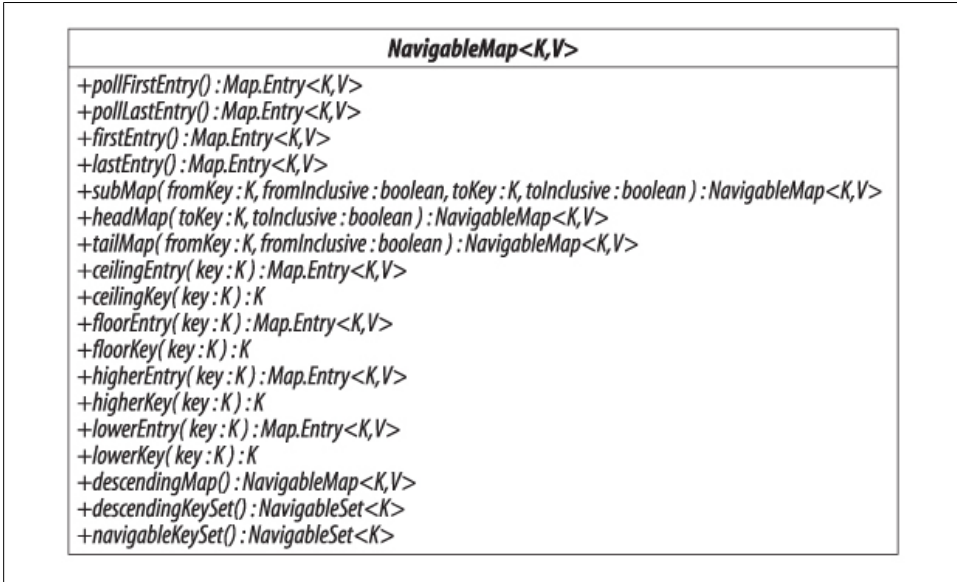 NavigableMap<K,V>
+pollFirstEntry() : Map.Entry<K,V>
+pollLastEntry() : Map.Entry<K,V>
+firstEntry() : Map.Entry<K,V>
+lastEntry() : Map.Entry<K,V>
+subMap( fromKey : K, fromInclusive : boolean, toKey : K, toInclusive : boolean ) : NavigableMap<K,V>
+headMap( toKey : K, toInclusive : boolean ) : NavigableMap<K,V>
+tailMap( fromKey : K, fromInclusive : boolean ) : NavigableMap<K,V>
+ceilingEntry( key : K ) : Map.Entry<K,V>
+ceilingKey( key : K ) : K
+floorEntry( key : K ) : Map.Entry<K,V>
+floorKey( key : K ) : K
+higherEntry( key : K ) : Map.Entry<K,V>
+higherKey( key : K ) : K
+lowerEntry( key : K ) : Map.Entry<K,V>
+lowerKey( key : K ) : K
+descendingMap() : NavigableMap<K,V>
+descendingKeySet() : NavigableSet<K>
+navigableKeySet() : NavigableSet<K>